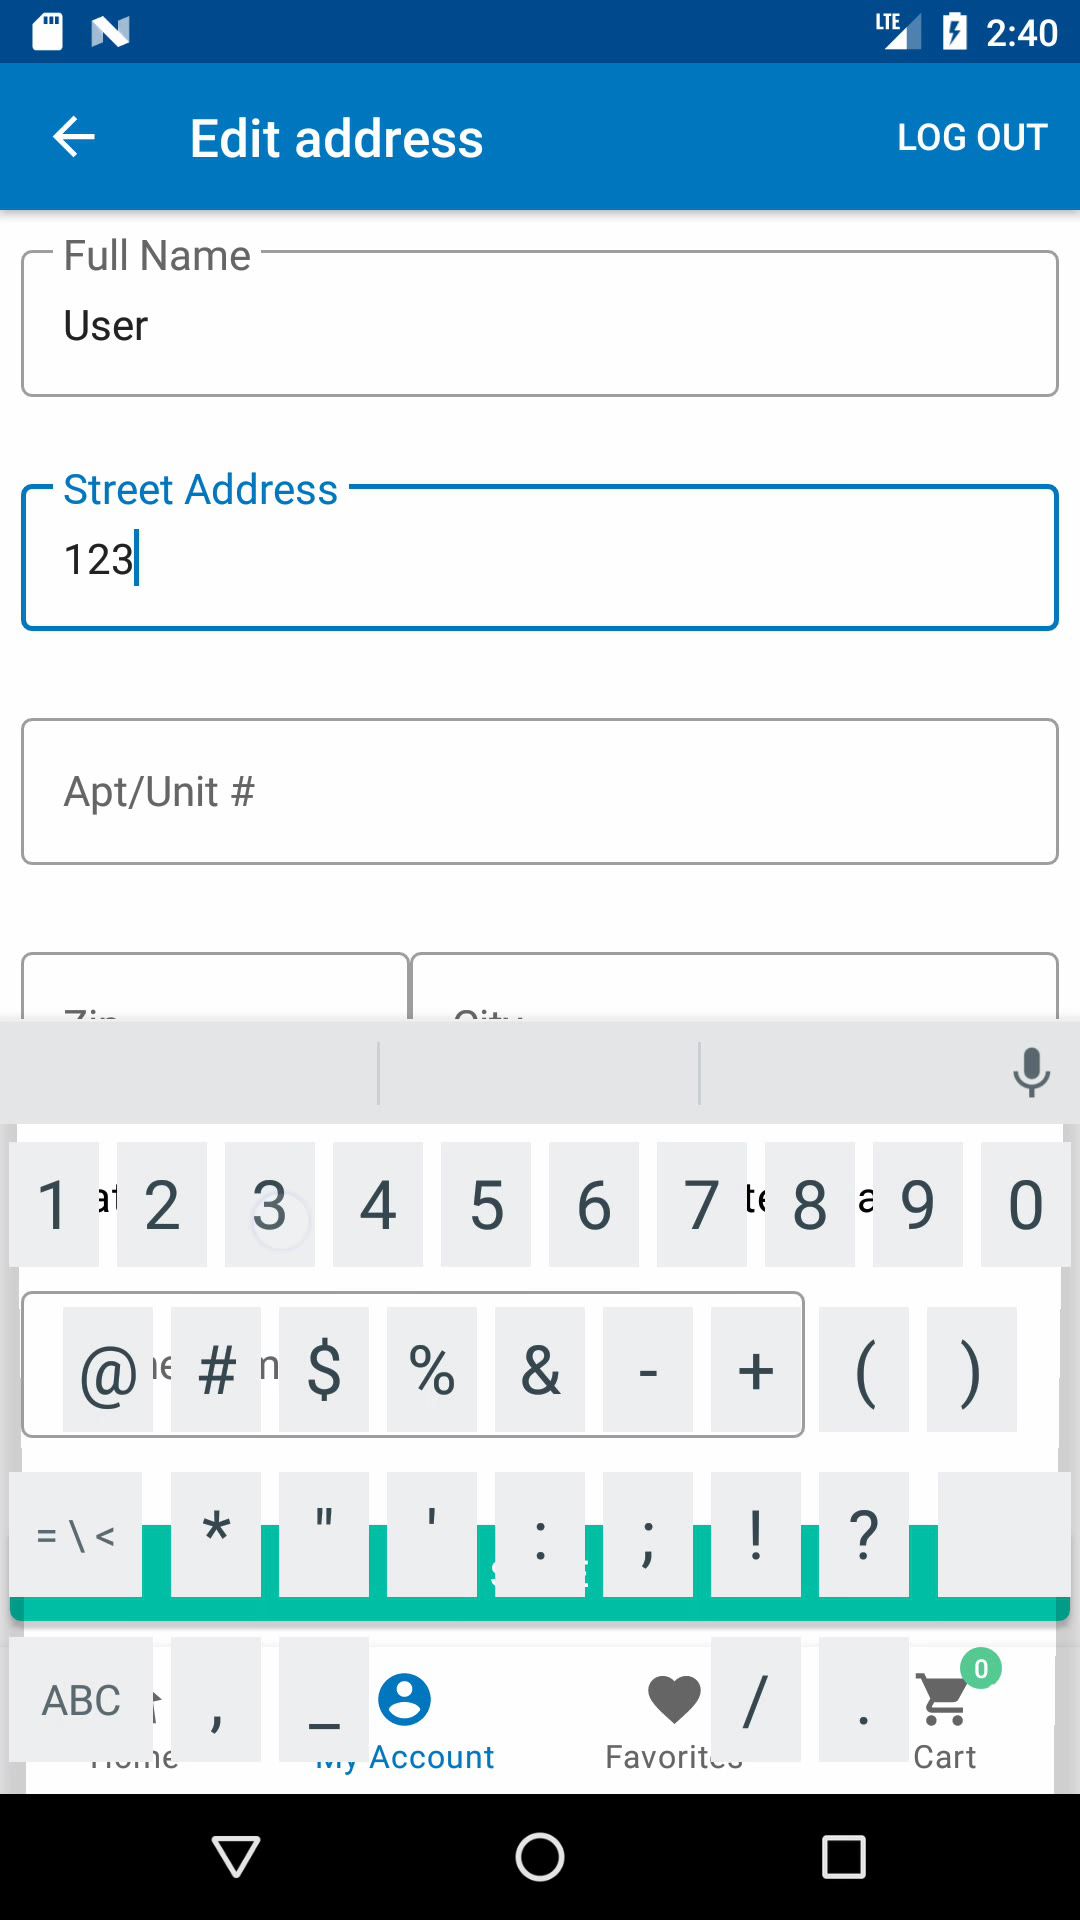 LTE 2:40
Edit address LOG OUT
Full Name
User
Street Address
123
Apt/Unit #
Zip City
1 2 3 4 5 6 7 8 9 0
@ # $ % & - + ( )
= \ < * " ' : ; ! ?
ABC , _ / .
0
Home My Account Favorites Cart